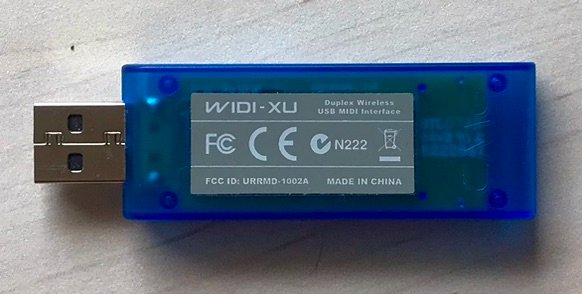 WIDI-XU
Duplex Wireless
USB MIDI Interface
FC CE N222
FCC ID: URRMD-1002A
MADE IN CHINA